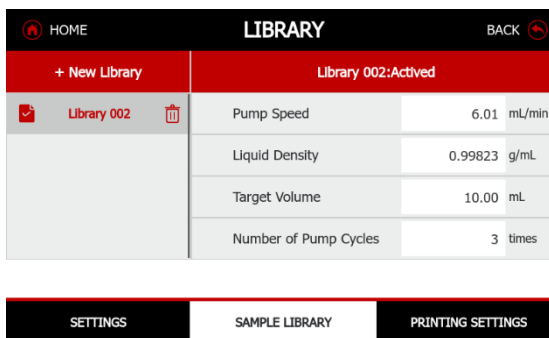 HOME LIBRARY BACK
+ New Library Library 002:Actived
Library 002 Pump Speed 6.01 mL/min
Liquid Density 0.99823 g/mL
Target Volume 10.00 mL
Number of Pump Cycles 3 times
SETTINGS SAMPLE LIBRARY PRINTING SETTINGS